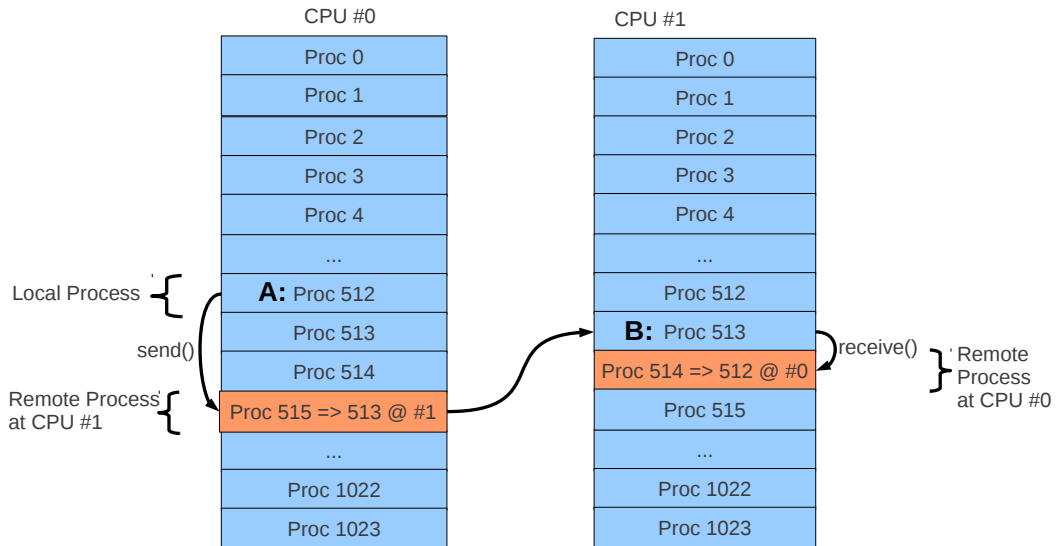 CPU #0
Proc 0
Proc 1
Proc 2
Proc 3
Proc 4
...
A: Proc 512
Proc 513
Proc 514
Proc 515 => 513 @ #1
...
Proc 1022
Proc 1023
Local Process
send()
Remote Process
at CPU #1
CPU #1
Proc 0
Proc 1
Proc 2
Proc 3
Proc 4
...
Proc 512
B: Proc 513
Proc 514 => 512 @ #0
Proc 515
...
Proc 1022
Proc 1023
receive()
Remote
Process
at CPU #0